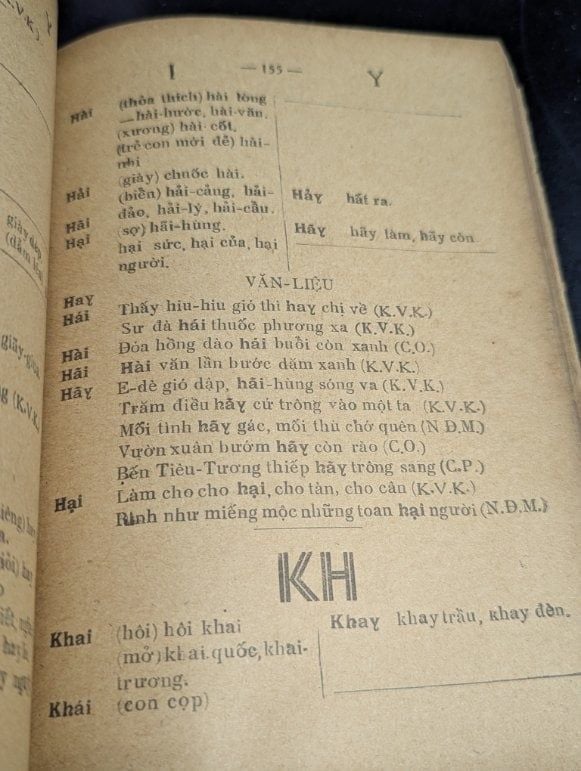 I — 155 — Y
Hài (thỏa thích) hài lòng
— hài-hước, hài-văn.
(xương) hài-cốt.
(trẻ con mới đẻ) hài-
nhi
(giày) chuốc hài.
Hải (biển) hải-cảng, hải-
đảo, hải-lý, hải-cẩu.
Hãi (sợ) hãi-hùng.
Hại hại sức, hại của, hại
người.
Hảy hất ra.
Hãy hãy làm, hãy còn
VĂN-LIỆU
Hay Thấy hiu-hiu gió thì hay chị về (K.V.K.)
Hái Sư đà hái thuốc phương xa (K.V.K.)
Đóa hồng đào hái buổi còn xanh (C.O.)
Hài Hài văn lần bước dặm xanh (K.V.K.)
Hãi E-dè gió dập, hãi-hùng sóng va (K.V.K.)
Hãy Trăm điều hãy cứ trông vào một ta (K.V.K.)
Mối tình hãy gác, mối thù chớ quên (N.Đ.M.)
Vườn xuân bướm hãy còn rào (C.O.)
Bến Tiêu-Tương thiếp hãy trông sang (C.P.)
Hại Làm cho cho hại, cho tàn, cho cân (K.V.K.)
Rình như miếng mộc những toan hại người (N.Đ.M.)
KH
Khai (hôi) hôi khai
(mở) khai-quốc, khai-
trương.
Khái (con cọp)
Khay khay trầu, khay đèn.
giày dép
giãy-giụa
(K.V.K.